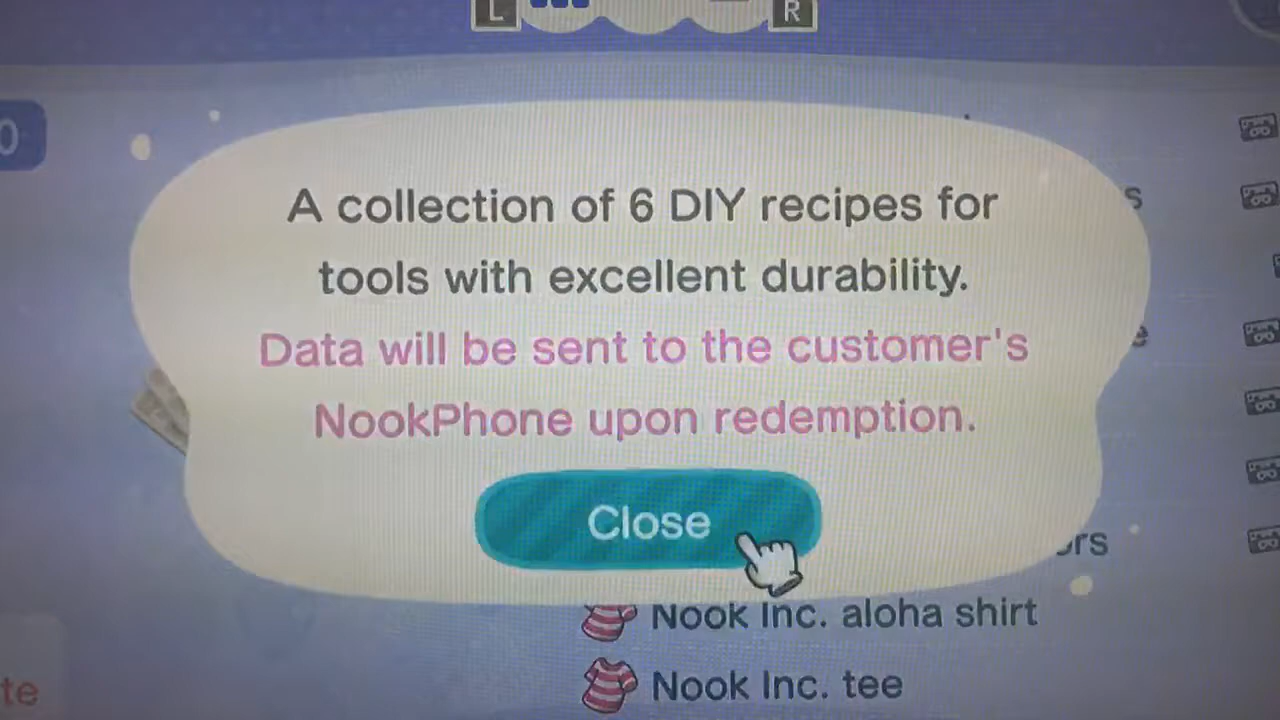 L
R
0
A collection of 6 DIY recipes for
tools with excellent durability.
Data will be sent to the customer's
NookPhone upon redemption.
Close
Nook Inc. aloha shirt
Nook Inc. tee